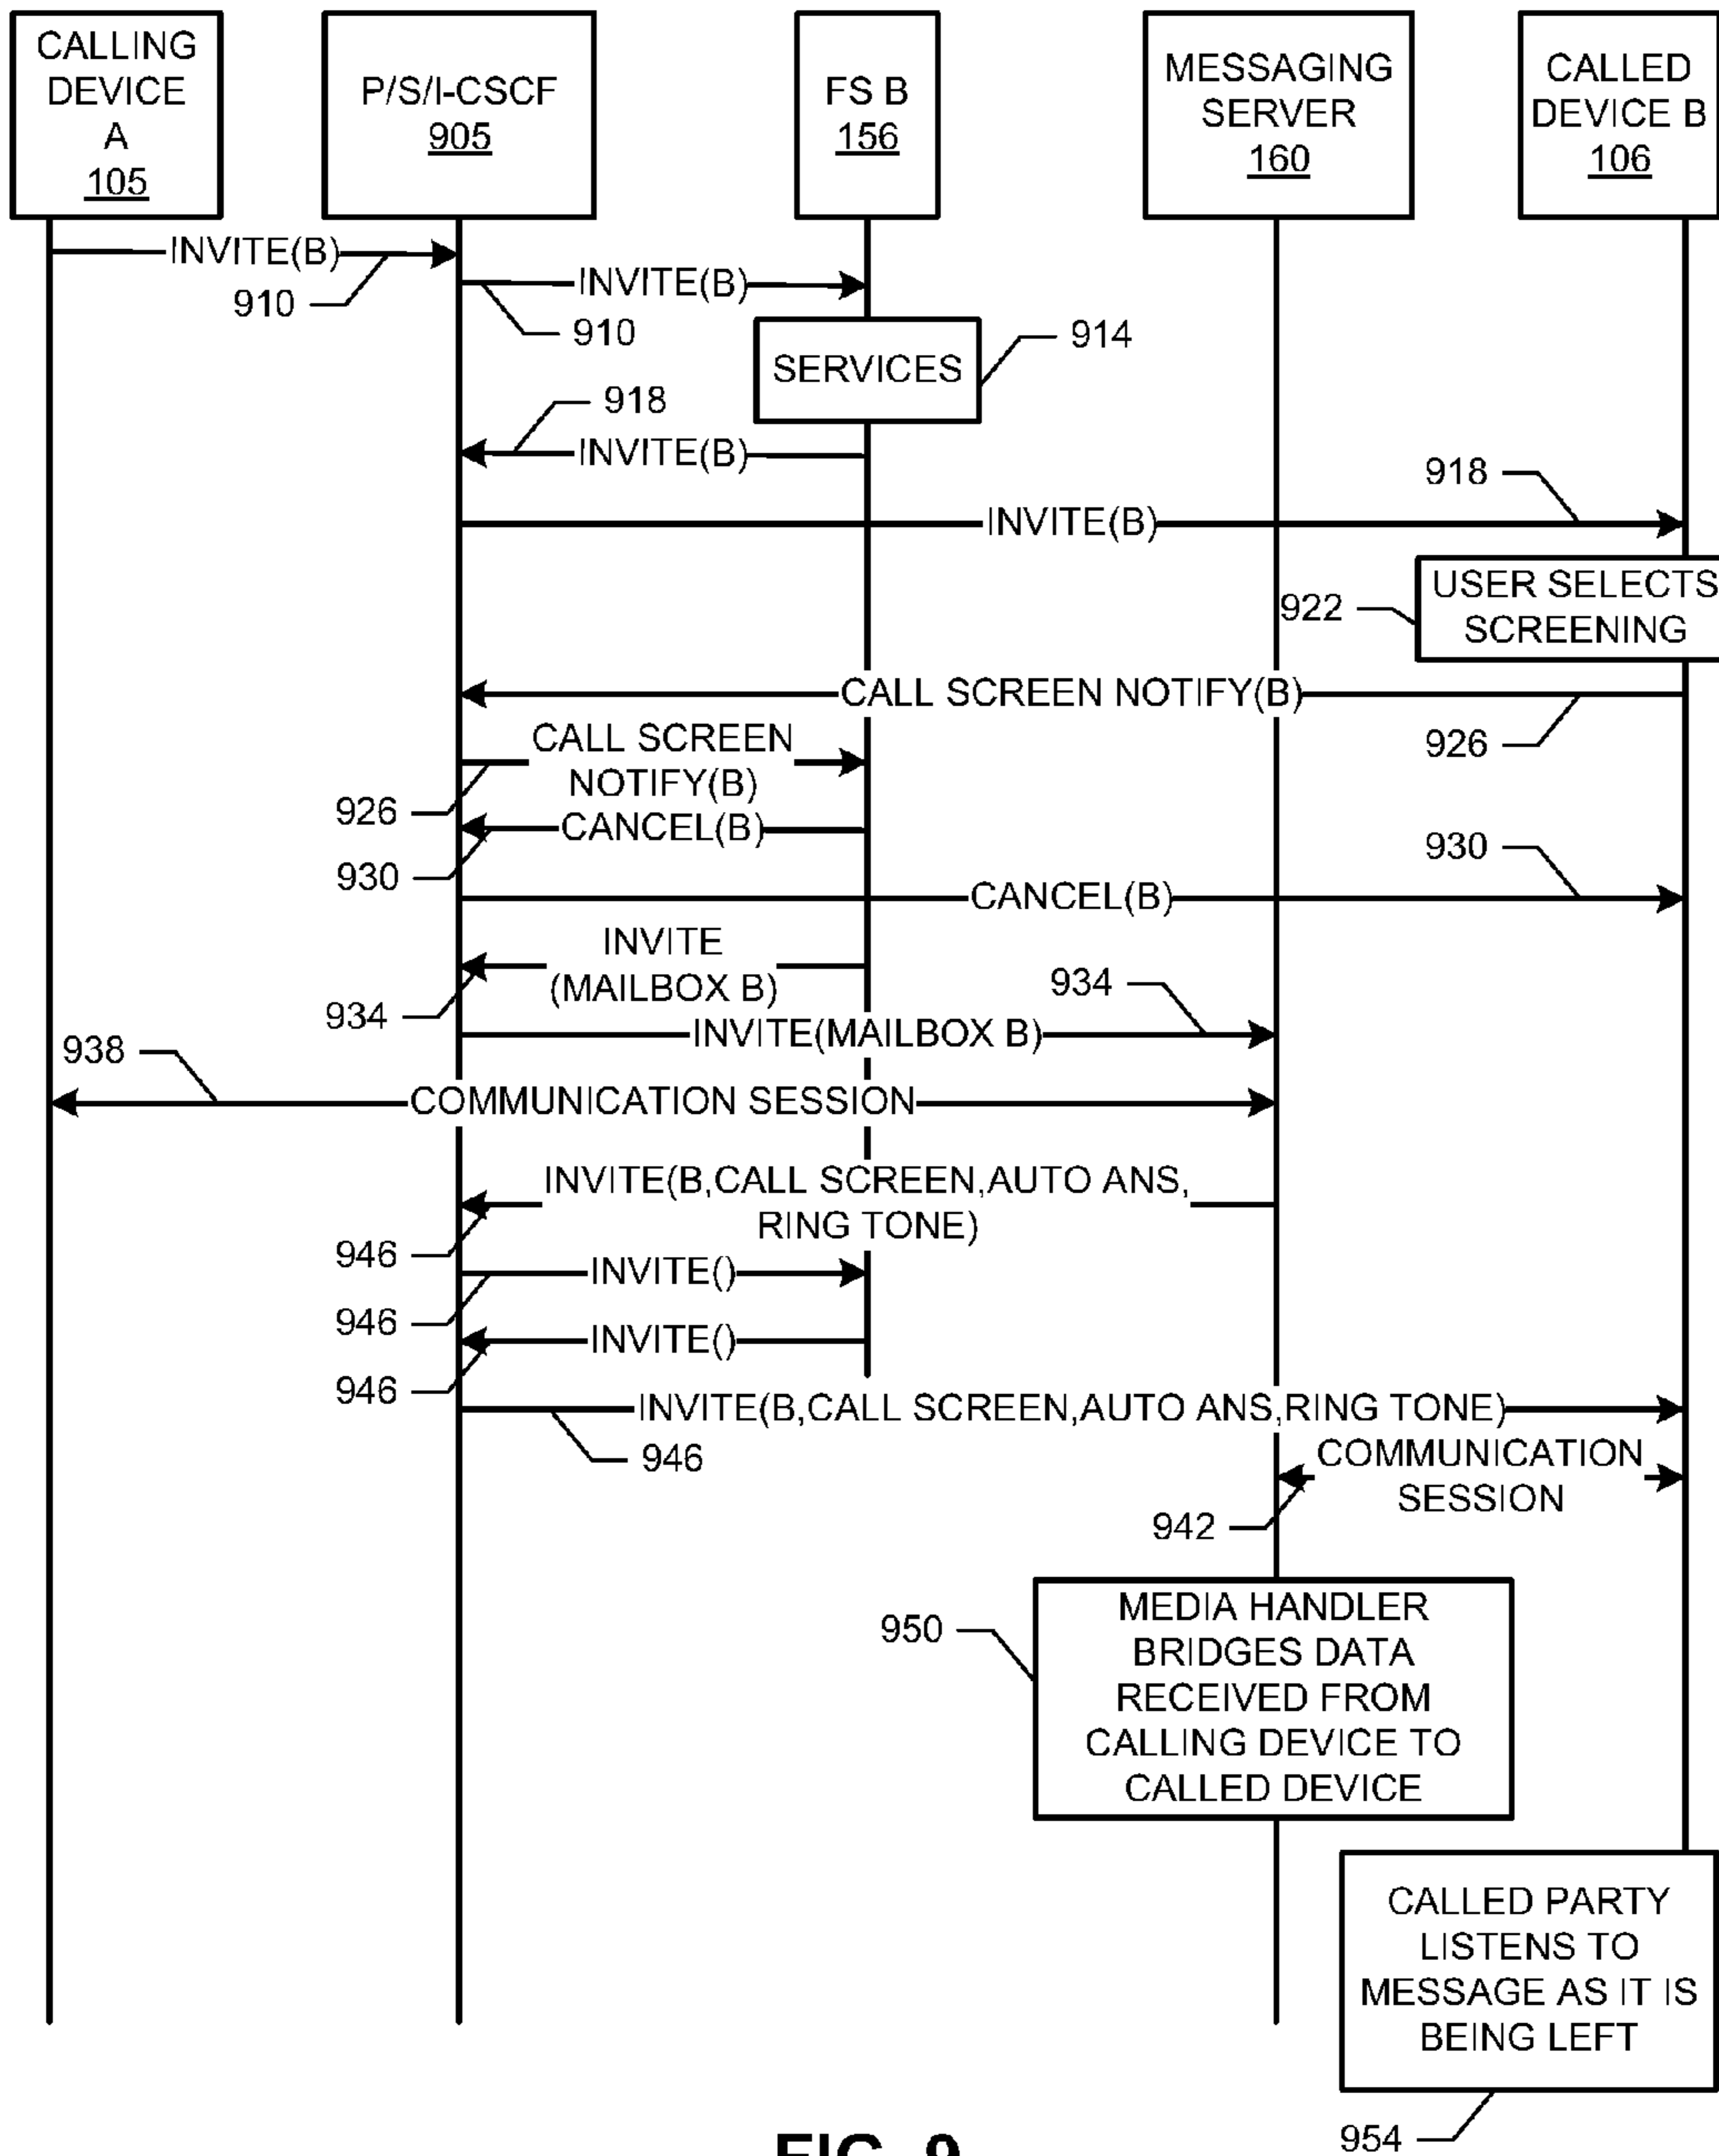 CALLING
DEVICE
A
105
P/S/I-CSCF
905
FS B
156
MESSAGING
SERVER
160
CALLED
DEVICE B
106
INVITE(B)
910
INVITE(B)
910
SERVICES
914
918
INVITE(B)
918
INVITE(B)
USER SELECTS
SCREENING
922
CALL SCREEN NOTIFY(B)
926
CALL SCREEN
NOTIFY(B)
926
CANCEL(B)
930
930
CANCEL(B)
INVITE
(MAILBOX B)
934
934
INVITE(MAILBOX B)
938
COMMUNICATION SESSION
INVITE(B,CALL SCREEN,AUTO ANS,
RING TONE)
946
INVITE()
946
INVITE()
946
INVITE(B,CALL SCREEN,AUTO ANS,RING TONE)
946
COMMUNICATION
SESSION
942
MEDIA HANDLER
BRIDGES DATA
RECEIVED FROM
CALLING DEVICE TO
CALLED DEVICE
950
CALLED PARTY
LISTENS TO
MESSAGE AS IT IS
BEING LEFT
954
FIG. 9